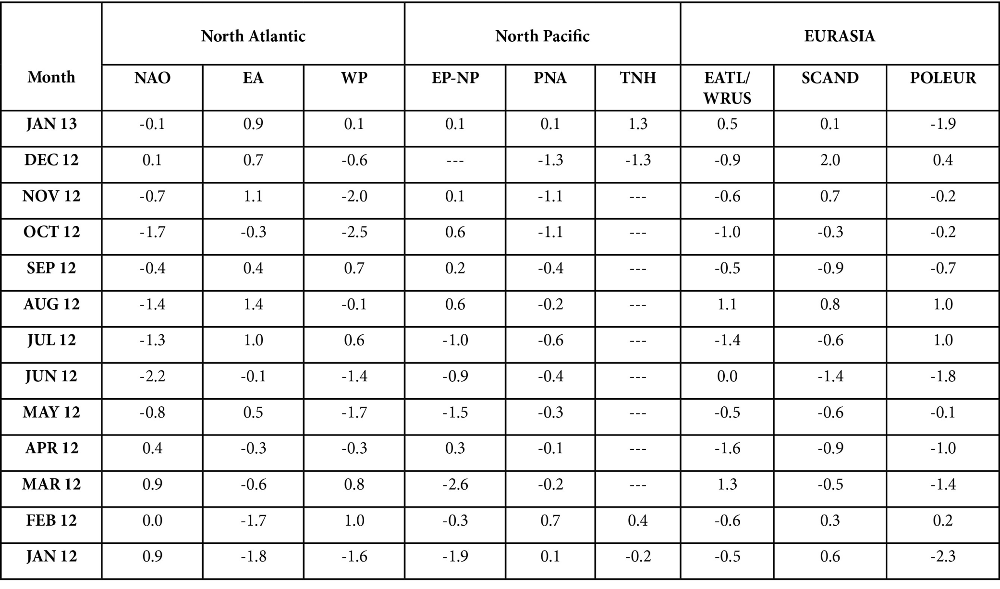 North Atlantic North Pacific EURASIA
Month NAO EA WP EP-NP PNA TNH EATL/ SCAND POLEUR
WRUS
JAN 13 -0.1 0.9 0.1 0.1 0.1 1.3 0.5 0.1 -1.9
DEC 12 0.1 0.7 -0.6 --- -1.3 -1.3 -0.9 2.0 0.4
NOV 12 -0.7 1.1 -2.0 0.1 -1.1 --- -0.6 0.7 -0.2
OCT 12 -1.7 -0.3 -2.5 0.6 -1.1 --- -1.0 -0.3 -0.2
SEP 12 -0.4 0.4 0.7 0.2 -0.4 --- -0.5 -0.9 -0.7
AUG 12 -1.4 1.4 -0.1 0.6 -0.2 --- 1.1 0.8 1.0
JUL 12 -1.3 1.0 0.6 -1.0 -0.6 --- -1.4 -0.6 1.0
JUN 12 -2.2 -0.1 -1.4 -0.9 -0.4 --- 0.0 -1.4 -1.8
MAY 12 -0.8 0.5 -1.7 -1.5 -0.3 --- -0.5 -0.6 -0.1
APR 12 0.4 -0.3 -0.3 0.3 -0.1 --- -1.6 -0.9 -1.0
MAR 12 0.9 -0.6 0.8 -2.6 -0.2 --- 1.3 -0.5 -1.4
FEB 12 0.0 -1.7 1.0 -0.3 0.7 0.4 -0.6 0.3 0.2
JAN 12 0.9 -1.8 -1.6 -1.9 0.1 -0.2 -0.5 0.6 -2.3